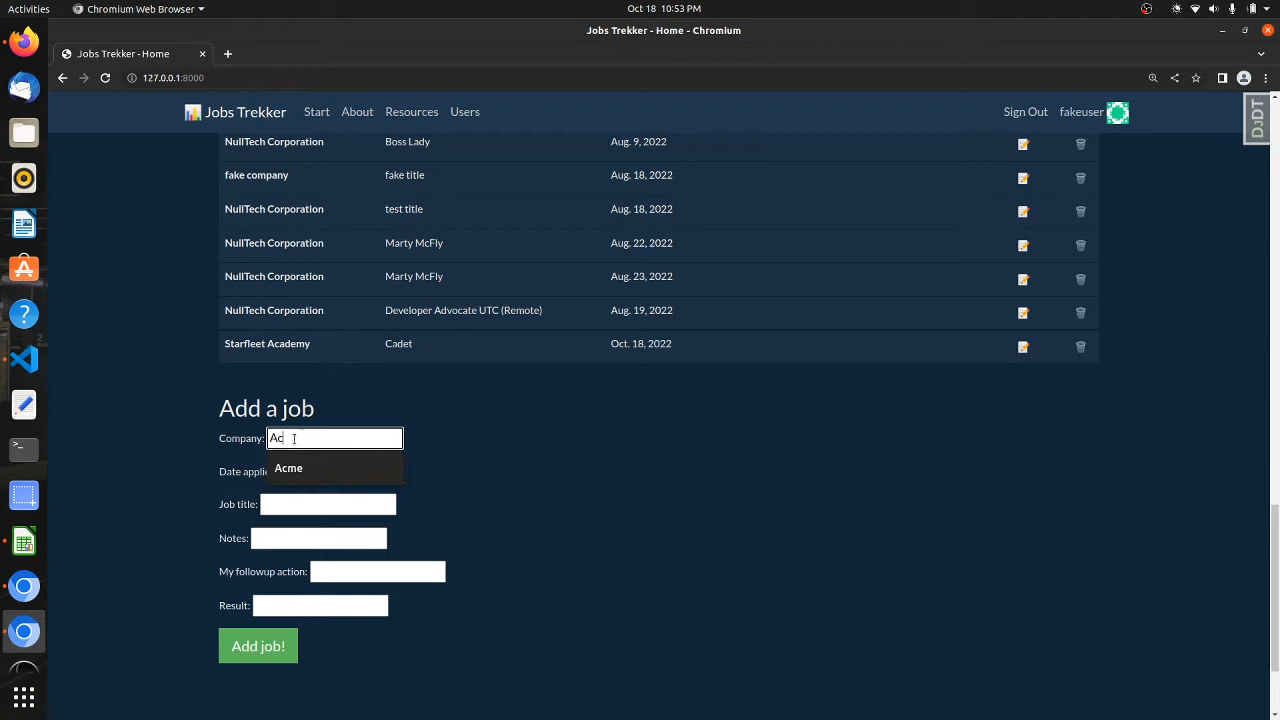 Activities
Chromium Web Browser
Oct 18 10:53 PM
Jobs Trekker - Home - Chromium
Jobs Trekker - Home
127.0.0.1:8000
Jobs Trekker Start About Resources Users Sign Out fakeuser
DJDT
NullTech Corporation Boss Lady Aug. 9, 2022
fake company fake title Aug. 18, 2022
NullTech Corporation test title Aug. 18, 2022
NullTech Corporation Marty McFly Aug. 22, 2022
NullTech Corporation Marty McFly Aug. 23, 2022
NullTech Corporation Developer Advocate UTC (Remote) Aug. 19, 2022
Starfleet Academy Cadet Oct. 18, 2022
Add a job
Company: Ac
Acme
Date applie
Job title:
Notes:
My followup action:
Result:
Add job!